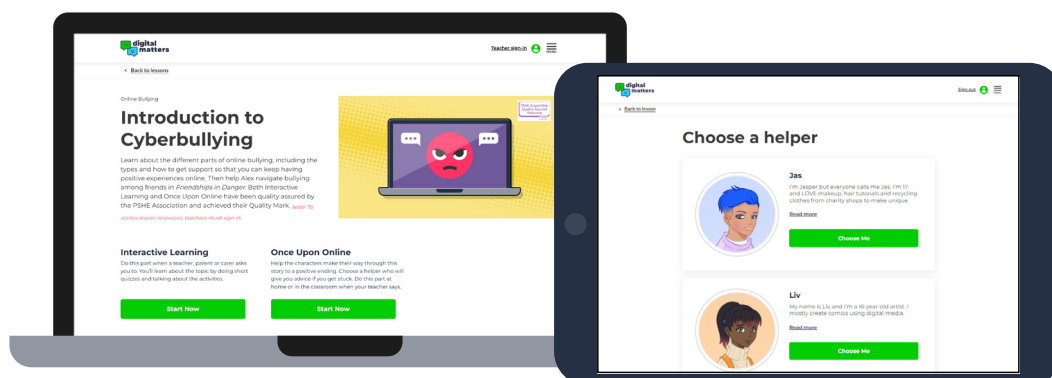 digital
matters
Teacher sign-in
MENU
< Back to lessons
Online Bullying
Introduction to
Cyberbullying
PSHE Association
Quality Assured
Resource
Learn about the different parts of online bullying, including the
types and how to get support so that you can keep having
positive experiences online. Then help Alex navigate bullying
among friends in Friendships in Danger. Both Interactive
Learning and Once Upon Online have been quality assured by
the PSHE Association and achieved their Quality Mark. Note: To
access lesson resources, teachers must sign in.
Interactive Learning
Do this part when a teacher, parent or carer asks
you to. You'll learn about the topic by doing short
quizzes and talking about the activities.
Start Now
Once Upon Online
Help the characters make their way through this
story to a positive ending. Choose a helper who will
give you advice if you get stuck. Do this part at
home or in the classroom when your teacher says.
Start Now
digital
matters
Sign out
< Back to lesson
Choose a helper
Jas
I'm Jasper but everyone calls me Jas. I'm 17
and LOVE makeup, hair tutorials and recycling
clothes from charity shops to make unique
Read more
Choose Me
Liv
My name is Liv and I'm a 16-year-old artist. I
mostly create comics using digital media.
Read more
Choose Me